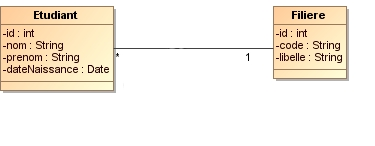 Etudiant
-id : int
-nom : String
-prenom : String
-dateNaissance : Date
*
1
Filiere
-id : int
-code : String
-libelle : String